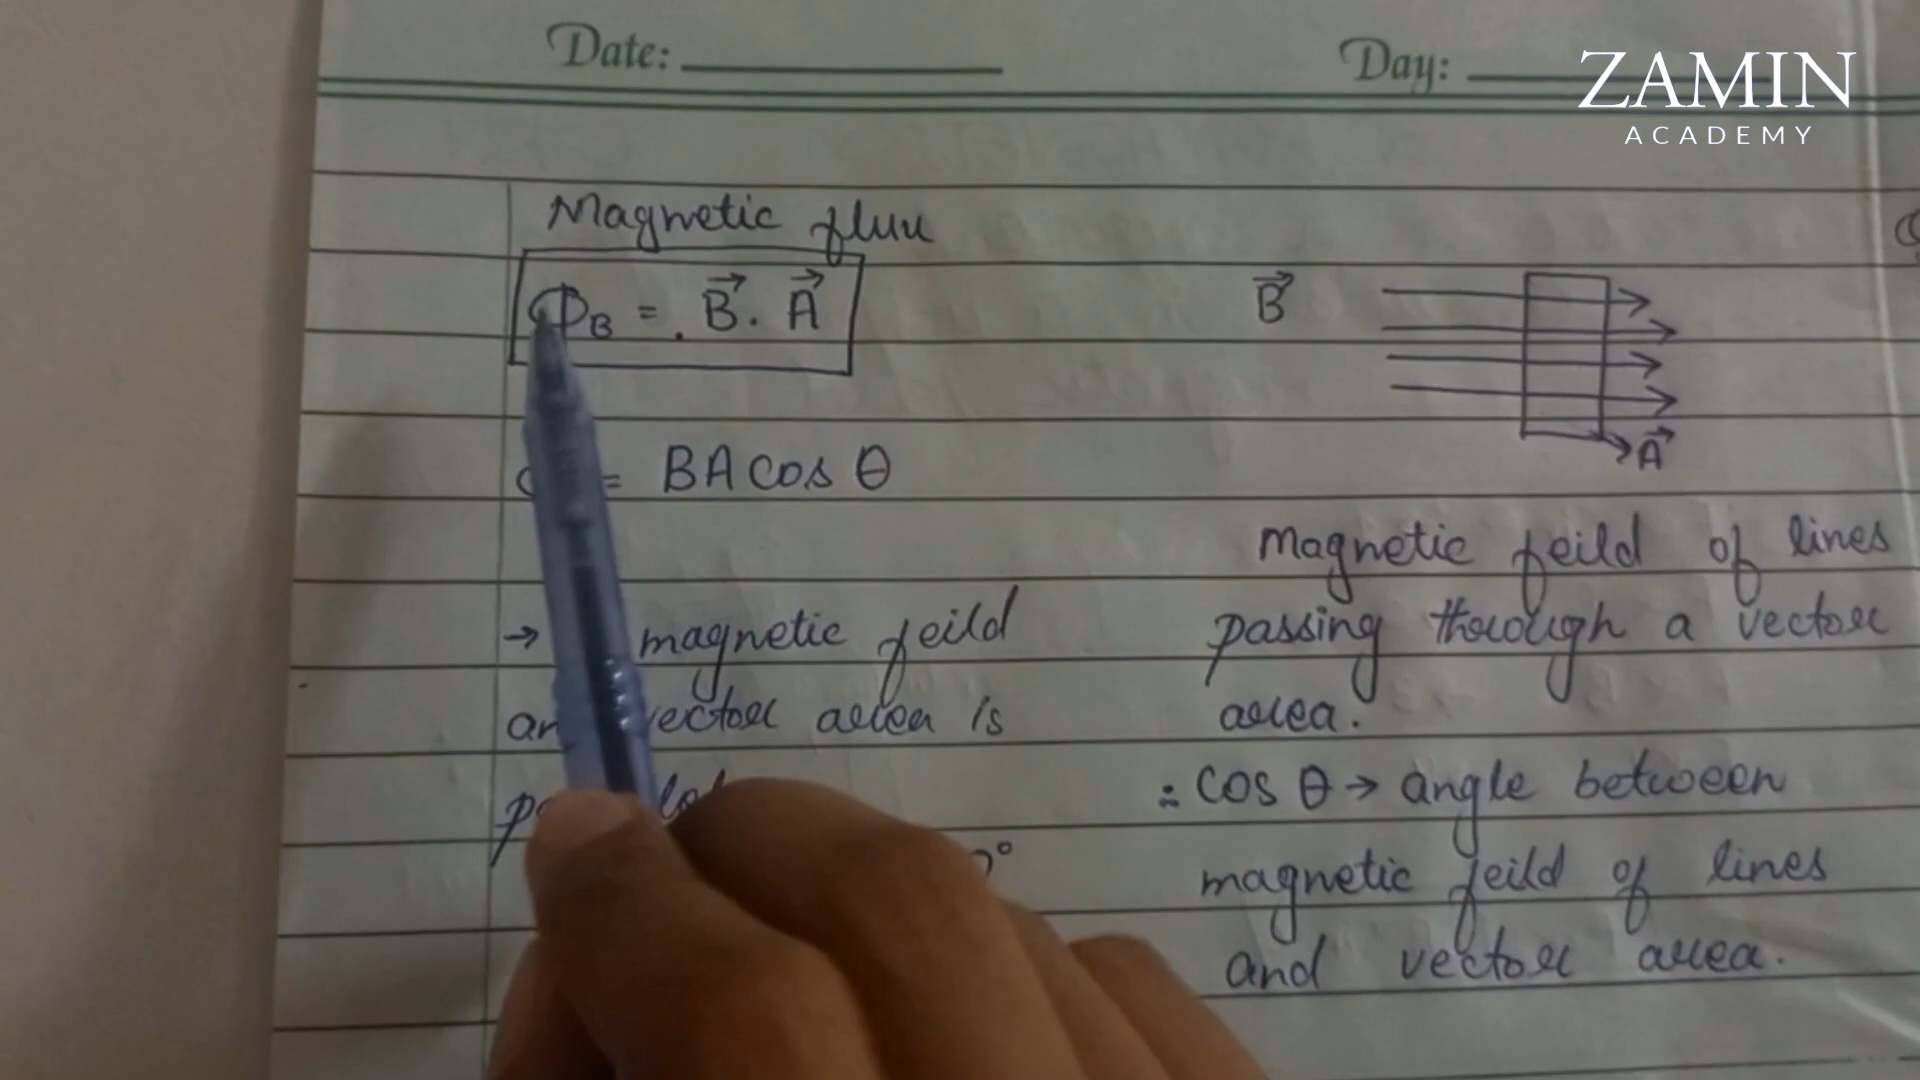 Date: Day:
ZAMIN
ACADEMY
Magnetic flux
ΦB = B⃗ . A⃗
= BA cos θ
→ magnetic feild
vector area is
B⃗
A⃗
magnetic feild of lines
passing through a vector
area.
∴ cos θ → angle between
magnetic feild of lines
and vector area.